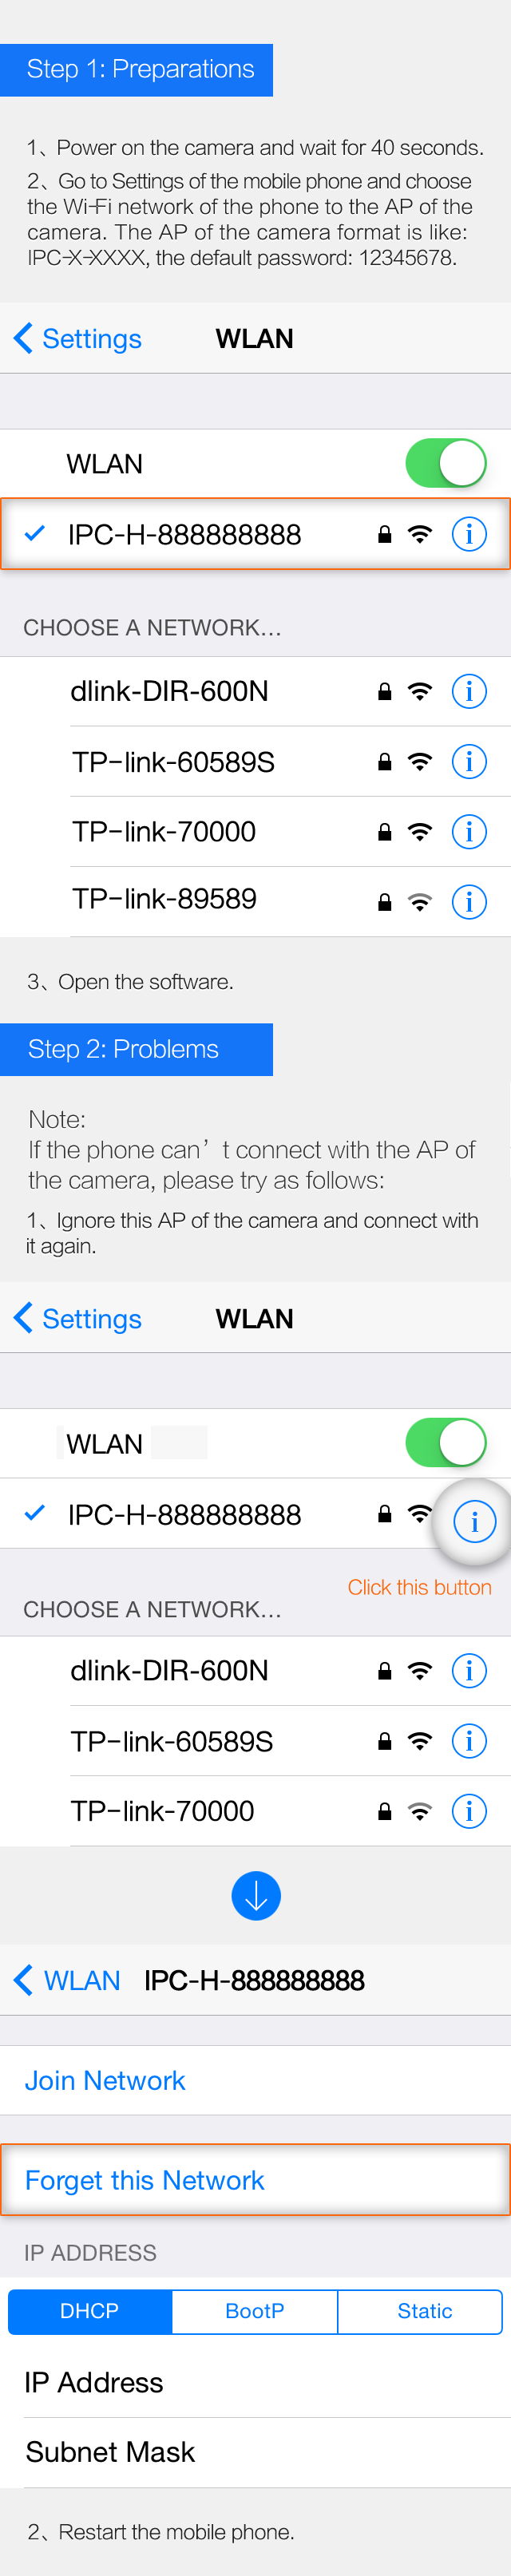 Step 1: Preparations
1、Power on the camera and wait for 40 seconds.
2、Go to Settings of the mobile phone and choose
the Wi-Fi network of the phone to the AP of the
camera. The AP of the camera format is like:
IPC-X-XXXX, the default password: 12345678.
Settings WLAN
WLAN
IPC-H-888888888
CHOOSE A NETWORK...
dlink-DIR-600N
TP-link-60589S
TP-link-70000
TP-link-89589
3、Open the software.
Step 2: Problems
Note:
If the phone can’t connect with the AP of
the camera, please try as follows:
1、Ignore this AP of the camera and connect with
it again.
Settings WLAN
WLAN
IPC-H-888888888
Click this button
CHOOSE A NETWORK...
dlink-DIR-600N
TP-link-60589S
TP-link-70000
WLAN IPC-H-888888888
Join Network
Forget this Network
IP ADDRESS
DHCP BootP Static
IP Address
Subnet Mask
2、Restart the mobile phone.